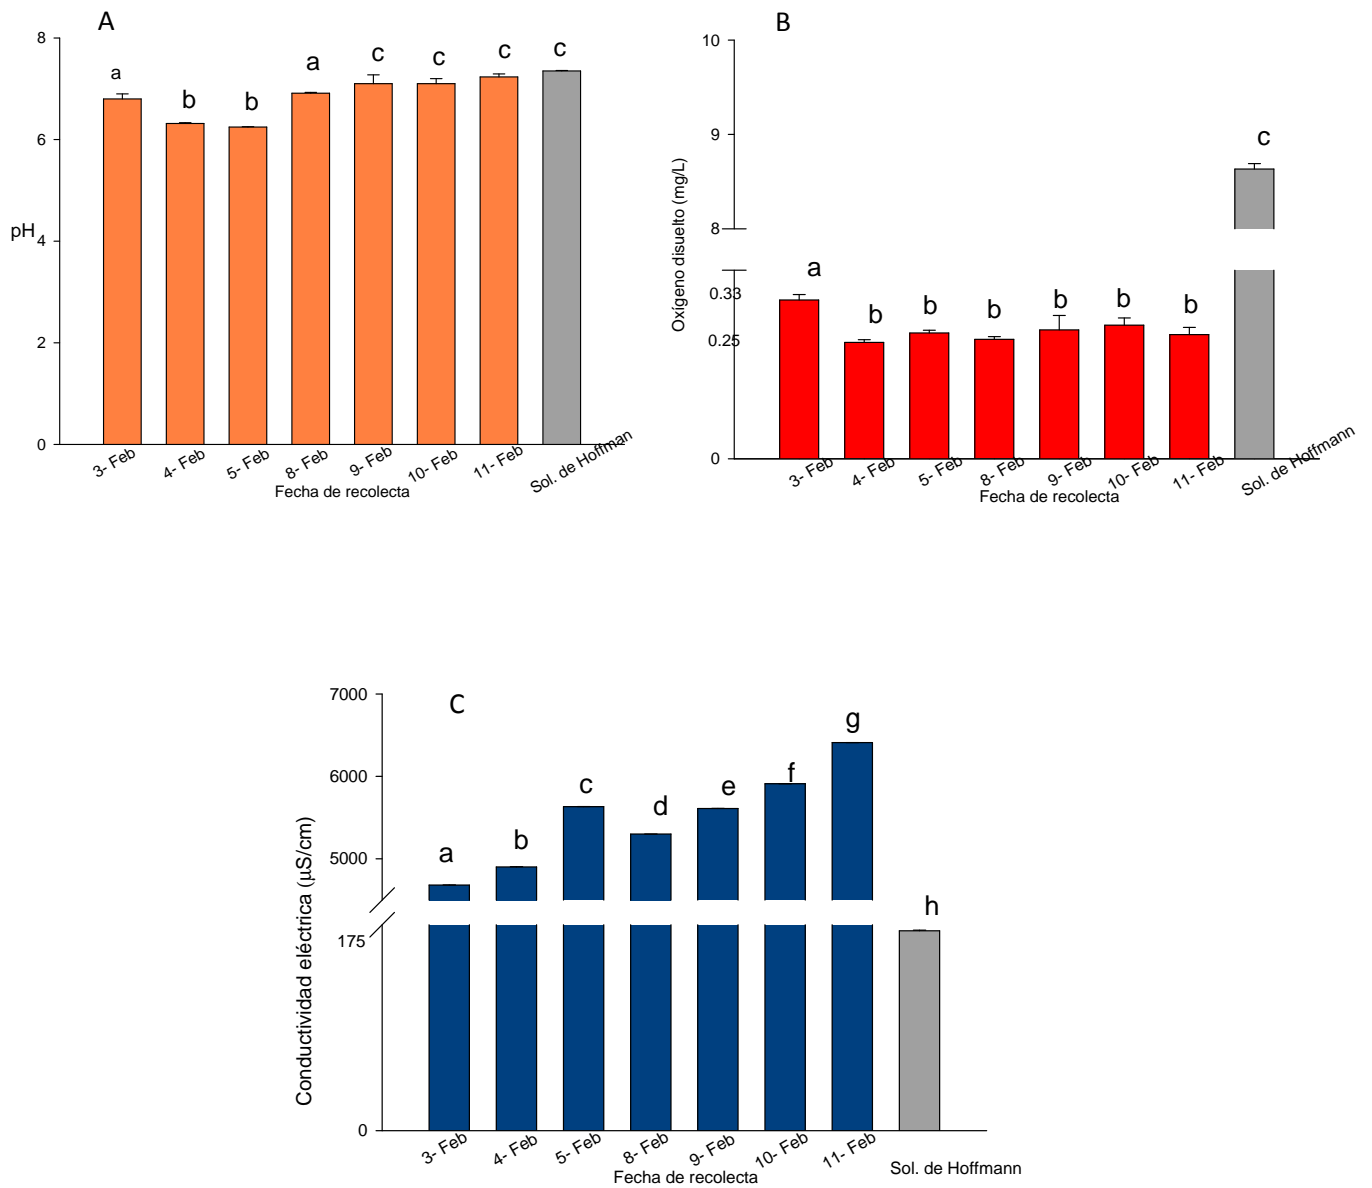 A
8
6
4
2
0
pH
a
b
b
a
c
c
c
c
3- Feb
4- Feb
5- Feb
8- Feb
9- Feb
10- Feb
11- Feb
Sol. de Hoffman
Fecha de recolecta
B
10
9
8
0.33
0.25
0
Oxígeno disuelto (mg/L)
a
b
b
b
b
b
b
c
3- Feb
4- Feb
5- Feb
8- Feb
9- Feb
10- Feb
11- Feb
Sol. de Hoffmann
Fecha de recolecta
C
7000
6000
5000
175
0
Conductividad eléctrica (µS/cm)
a
b
c
d
e
f
g
h
3- Feb
4- Feb
5- Feb
8- Feb
9- Feb
10- Feb
11- Feb
Sol. de Hoffmann
Fecha de recolecta